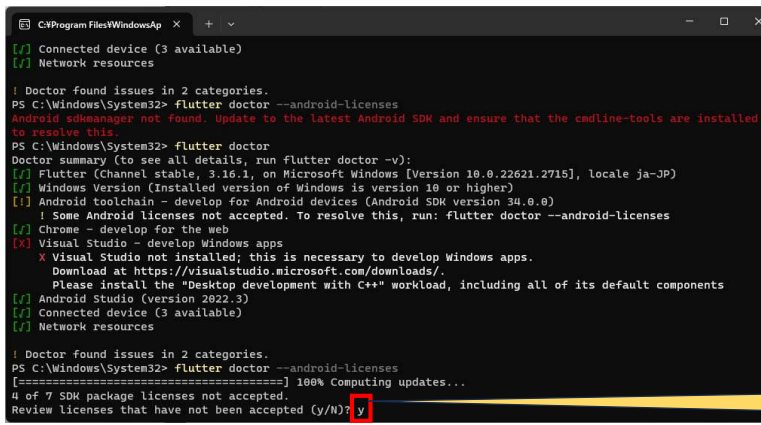 C:¥Program Files¥WindowsAp
[√] Connected device (3 available)
[√] Network resources
! Doctor found issues in 2 categories.
PS C:\Windows\System32> flutter doctor --android-licenses
Android sdkmanager not found. Update to the latest Android SDK and ensure that the cmdline-tools are installed
to resolve this.
PS C:\Windows\System32> flutter doctor
Doctor summary (to see all details, run flutter doctor -v):
[√] Flutter (Channel stable, 3.16.1, on Microsoft Windows [Version 10.0.22621.2715], locale ja-JP)
[√] Windows Version (Installed version of Windows is version 10 or higher)
[!] Android toolchain - develop for Android devices (Android SDK version 34.0.0)
! Some Android licenses not accepted. To resolve this, run: flutter doctor --android-licenses
[√] Chrome - develop for the web
[X] Visual Studio - develop Windows apps
X Visual Studio not installed; this is necessary to develop Windows apps.
Download at https://visualstudio.microsoft.com/downloads/.
Please install the "Desktop development with C++" workload, including all of its default components
[√] Android Studio (version 2022.3)
[√] Connected device (3 available)
[√] Network resources
! Doctor found issues in 2 categories.
PS C:\Windows\System32> flutter doctor --android-licenses
[=======================================] 100% Computing updates...
4 of 7 SDK package licenses not accepted.
Review licenses that have not been accepted (y/N)? y